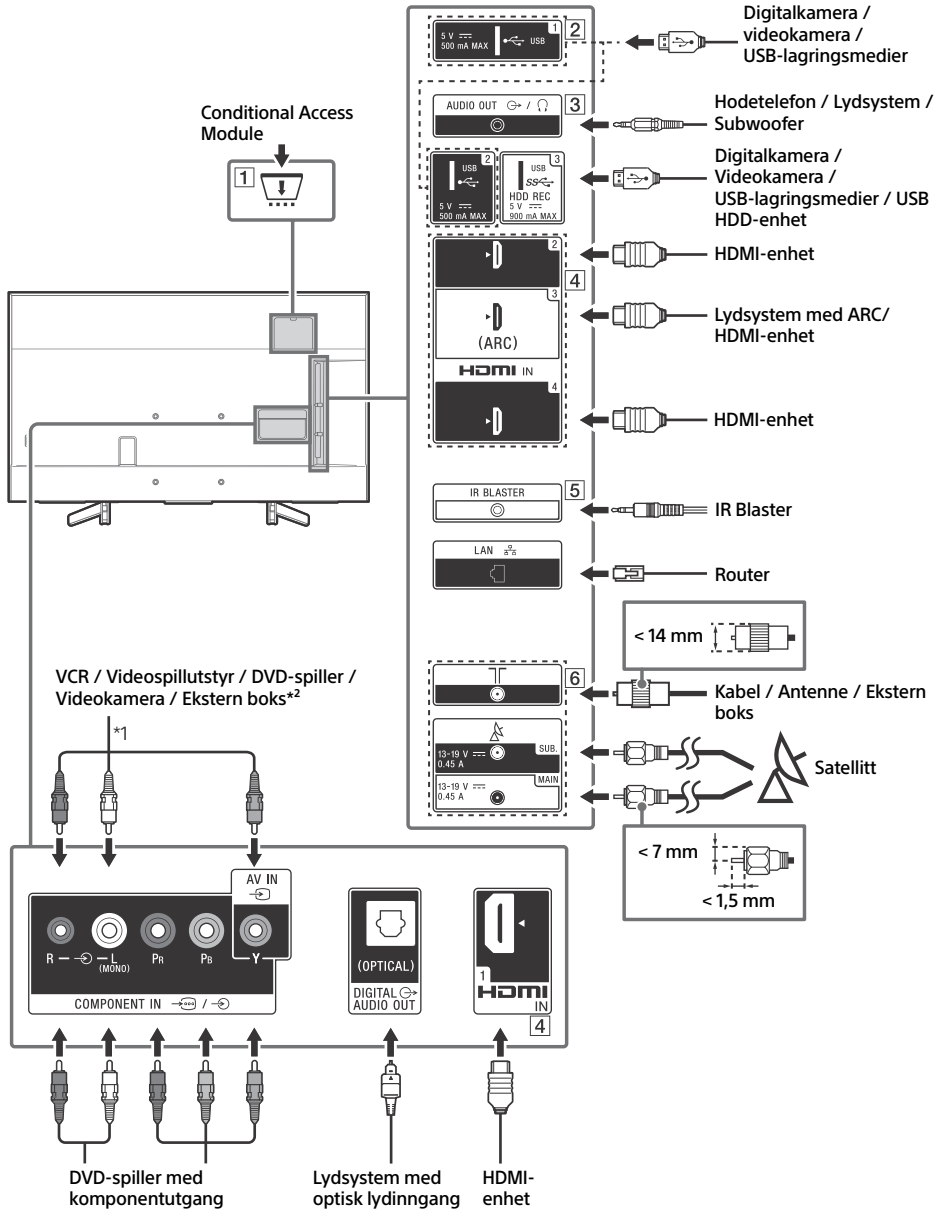 Digitalkamera /
videokamera /
USB-lagringsmedier
5 V
500 mA MAX
USB
1
2
Conditional Access
Module
1
AUDIO OUT /
3
Hodetelefon / Lydsystem /
Subwoofer
2
USB
5 V
500 mA MAX
3
USB
SS
HDD REC
5 V
900 mA MAX
Digitalkamera /
Videokamera /
USB-lagringsmedier / USB
HDD-enhet
2
4
HDMI-enhet
3
(ARC)
HDMI IN
Lydsystem med ARC/
HDMI-enhet
4
HDMI-enhet
IR BLASTER
5
IR Blaster
LAN
Router
< 14 mm
6
Kabel / Antenne / Ekstern
boks
13-19 V
0.45 A
SUB.
13-19 V
0.45 A
MAIN
Satellitt
< 7 mm
< 1,5 mm
VCR / Videospillutstyr / DVD-spiller /
Videokamera / Ekstern boks*2
*1
AV IN
R — — L
(MONO)
PR
PB
Y
COMPONENT IN /
(OPTICAL)
DIGITAL
AUDIO OUT
1
HDMI
IN
4
DVD-spiller med
komponentutgang
Lydsystem med
optisk lydinngang
HDMI-
enhet